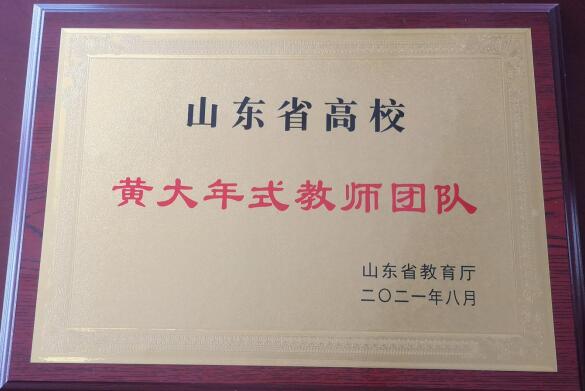 山东省高校
黄大年式教师团队
山东省教育厅
二〇二一年八月